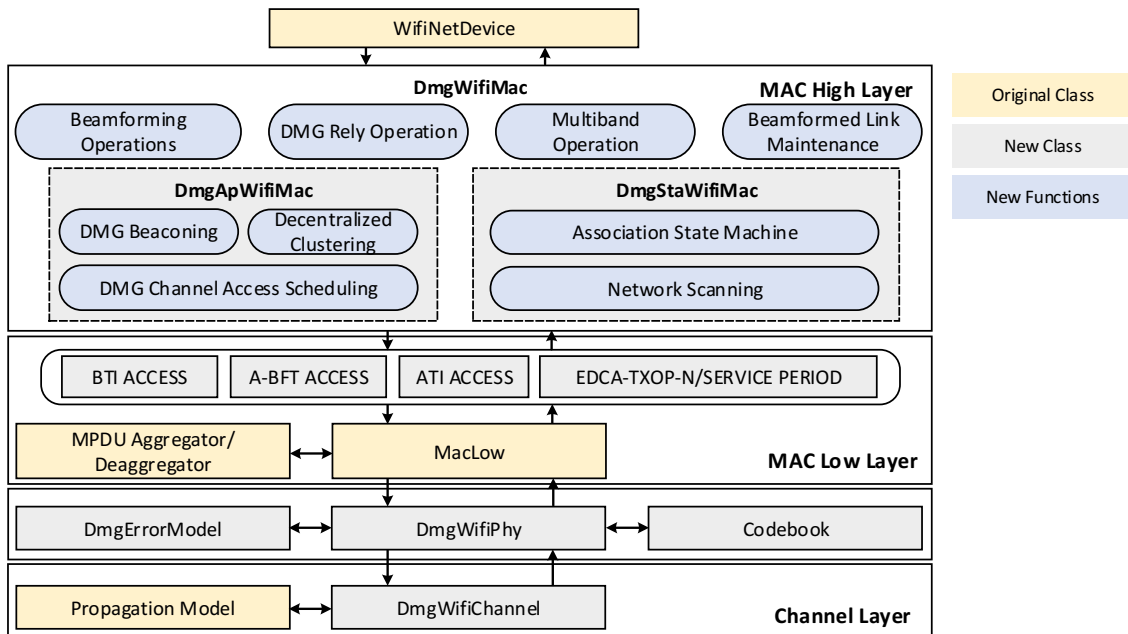 WifiNetDevice
DmgWifiMac
MAC High Layer
Beamforming
Operations
DMG Rely Operation
Multiband
Operation
Beamformed Link
Maintenance
DmgApWifiMac
DMG Beaconing
Decentralized
Clustering
DMG Channel Access Scheduling
DmgStaWifiMac
Association State Machine
Network Scanning
BTI ACCESS
A-BFT ACCESS
ATI ACCESS
EDCA-TXOP-N/SERVICE PERIOD
MPDU Aggregator/
Deaggregator
MacLow
MAC Low Layer
DmgErrorModel
DmgWifiPhy
Codebook
Propagation Model
DmgWifiChannel
Channel Layer
Original Class
New Class
New Functions